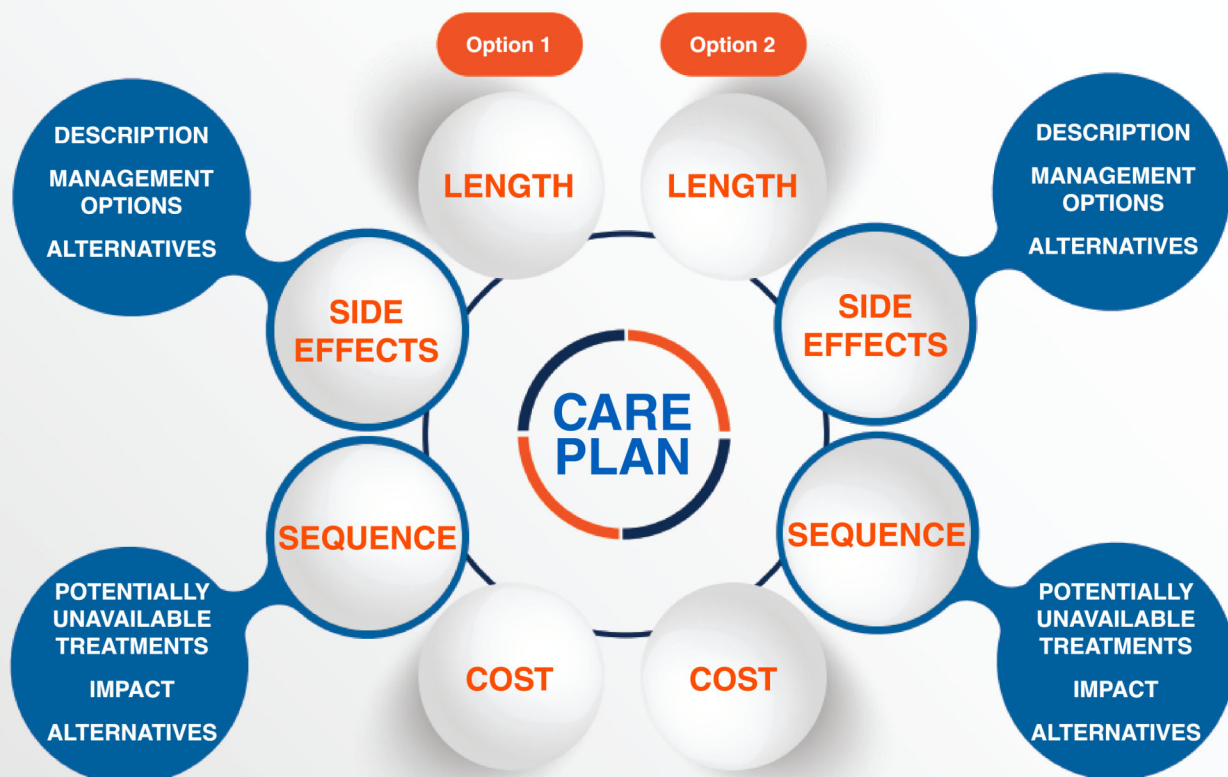 Option 1
Option 2
DESCRIPTION
MANAGEMENT
OPTIONS
ALTERNATIVES
LENGTH
LENGTH
DESCRIPTION
MANAGEMENT
OPTIONS
ALTERNATIVES
SIDE
EFFECTS
SIDE
EFFECTS
CARE
PLAN
SEQUENCE
SEQUENCE
POTENTIALLY
UNAVAILABLE
TREATMENTS
IMPACT
ALTERNATIVES
COST
COST
POTENTIALLY
UNAVAILABLE
TREATMENTS
IMPACT
ALTERNATIVES